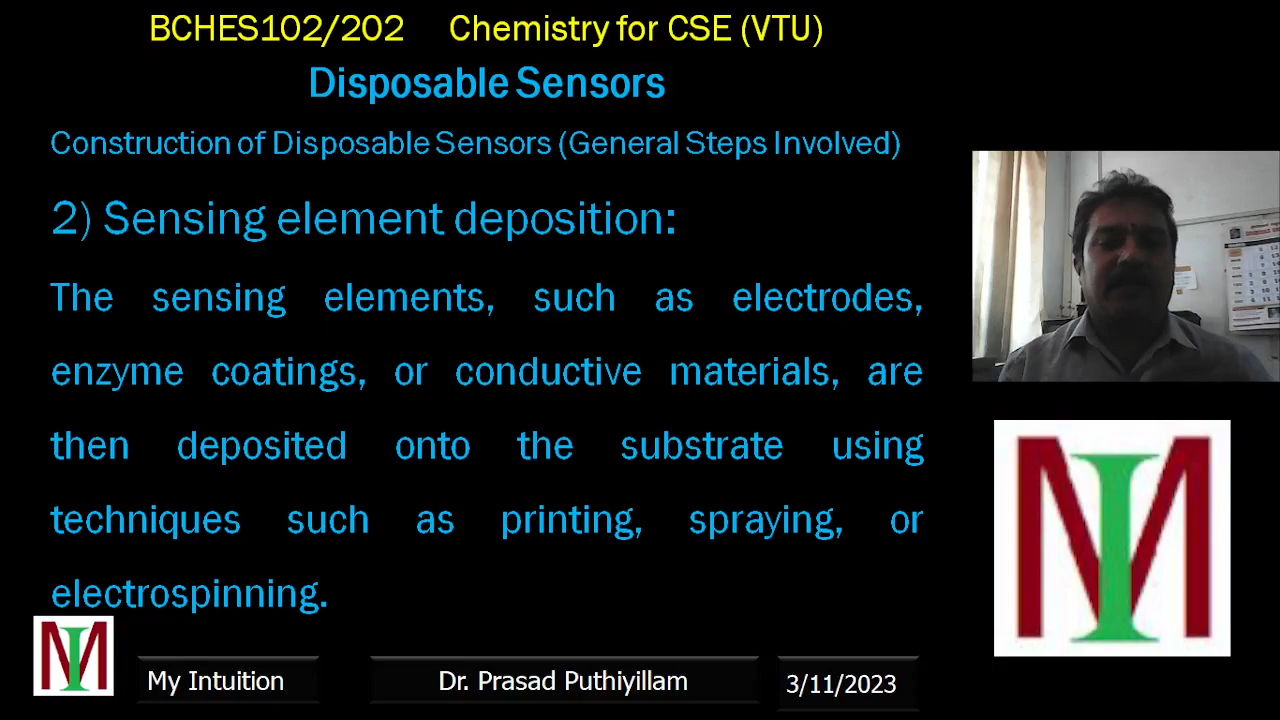 BCHES102/202 Chemistry for CSE (VTU)
Disposable Sensors
Construction of Disposable Sensors (General Steps Involved)
2) Sensing element deposition:
The sensing elements, such as electrodes,
enzyme coatings, or conductive materials, are
then deposited onto the substrate using
techniques such as printing, spraying, or
electrospinning.
MI
MI
My Intuition
Dr. Prasad Puthiyillam
3/11/2023